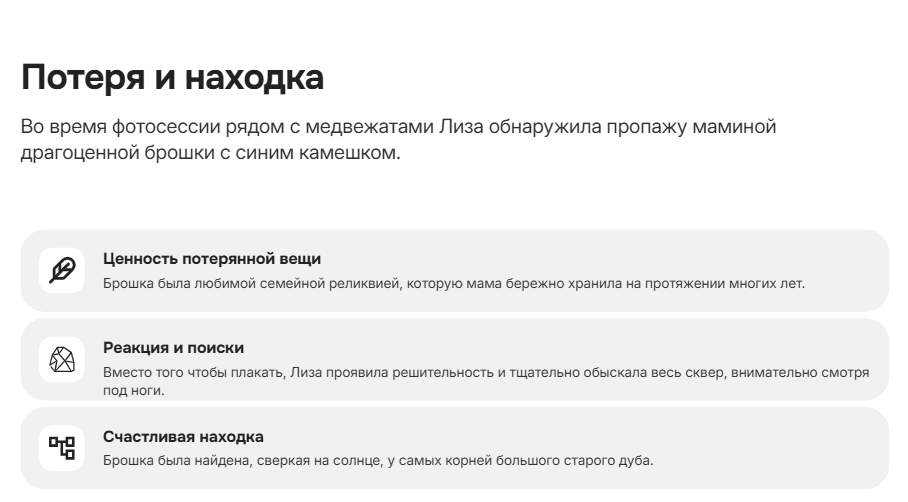 Потеря и находка
Во время фотосессии рядом с медвежатами Лиза обнаружила пропажу маминой
драгоценной брошки с синим камешком.
Ценность потерянной вещи
Брошка была любимой семейной реликвией, которую мама бережно хранила на протяжении многих лет.
Реакция и поиски
Вместо того чтобы плакать, Лиза проявила решительность и тщательно обыскала весь сквер, внимательно смотря
под ноги.
Счастливая находка
Брошка была найдена, сверкая на солнце, у самых корней большого старого дуба.